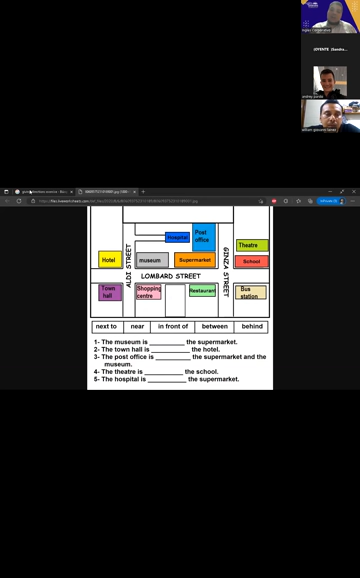 OYENTE (Sandra
Hospital
Post
office
Theatre
Hotel
museum
Supermarket
School
ALDI STREET
GINZA STREET
LOMBARD STREET
Town
hall
Shopping
centre
Restaurant
Bus
station
next to near in front of between behind
1- The museum is __________ the supermarket.
2- The town hall is __________ the hotel.
3- The post office is __________ the supermarket and the
museum.
4- The theatre is __________ the school.
5- The hospital is __________ the supermarket.